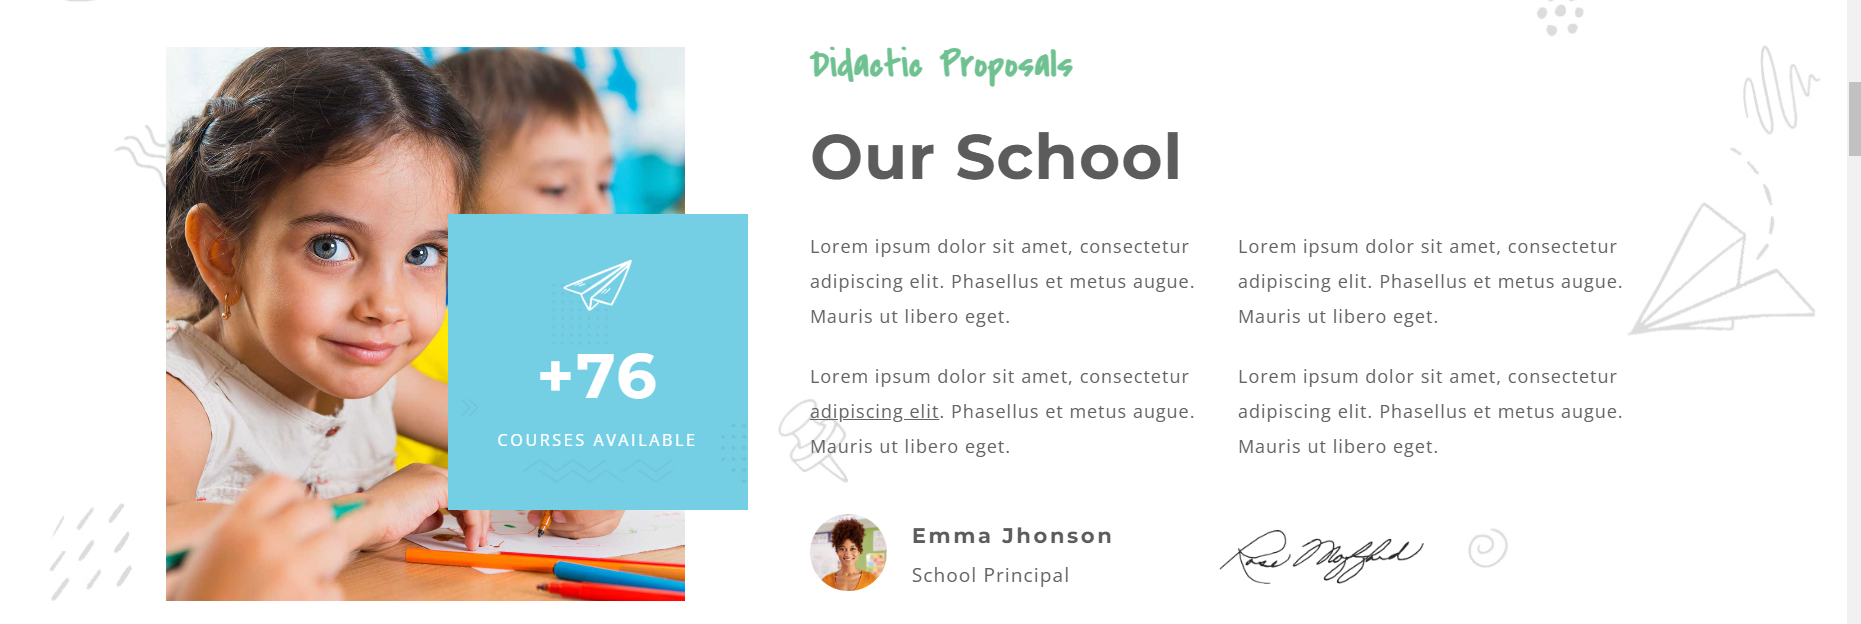 Didactic Proposals
Our School
Lorem ipsum dolor sit amet, consectetur
adipiscing elit. Phasellus et metus augue.
Mauris ut libero eget.
Lorem ipsum dolor sit amet, consectetur
adipiscing elit. Phasellus et metus augue.
Mauris ut libero eget.
Lorem ipsum dolor sit amet, consectetur
adipiscing elit. Phasellus et metus augue.
Mauris ut libero eget.
Lorem ipsum dolor sit amet, consectetur
adipiscing elit. Phasellus et metus augue.
Mauris ut libero eget.
+76
COURSES AVAILABLE
Emma Jhonson
School Principal
Rose Mofford